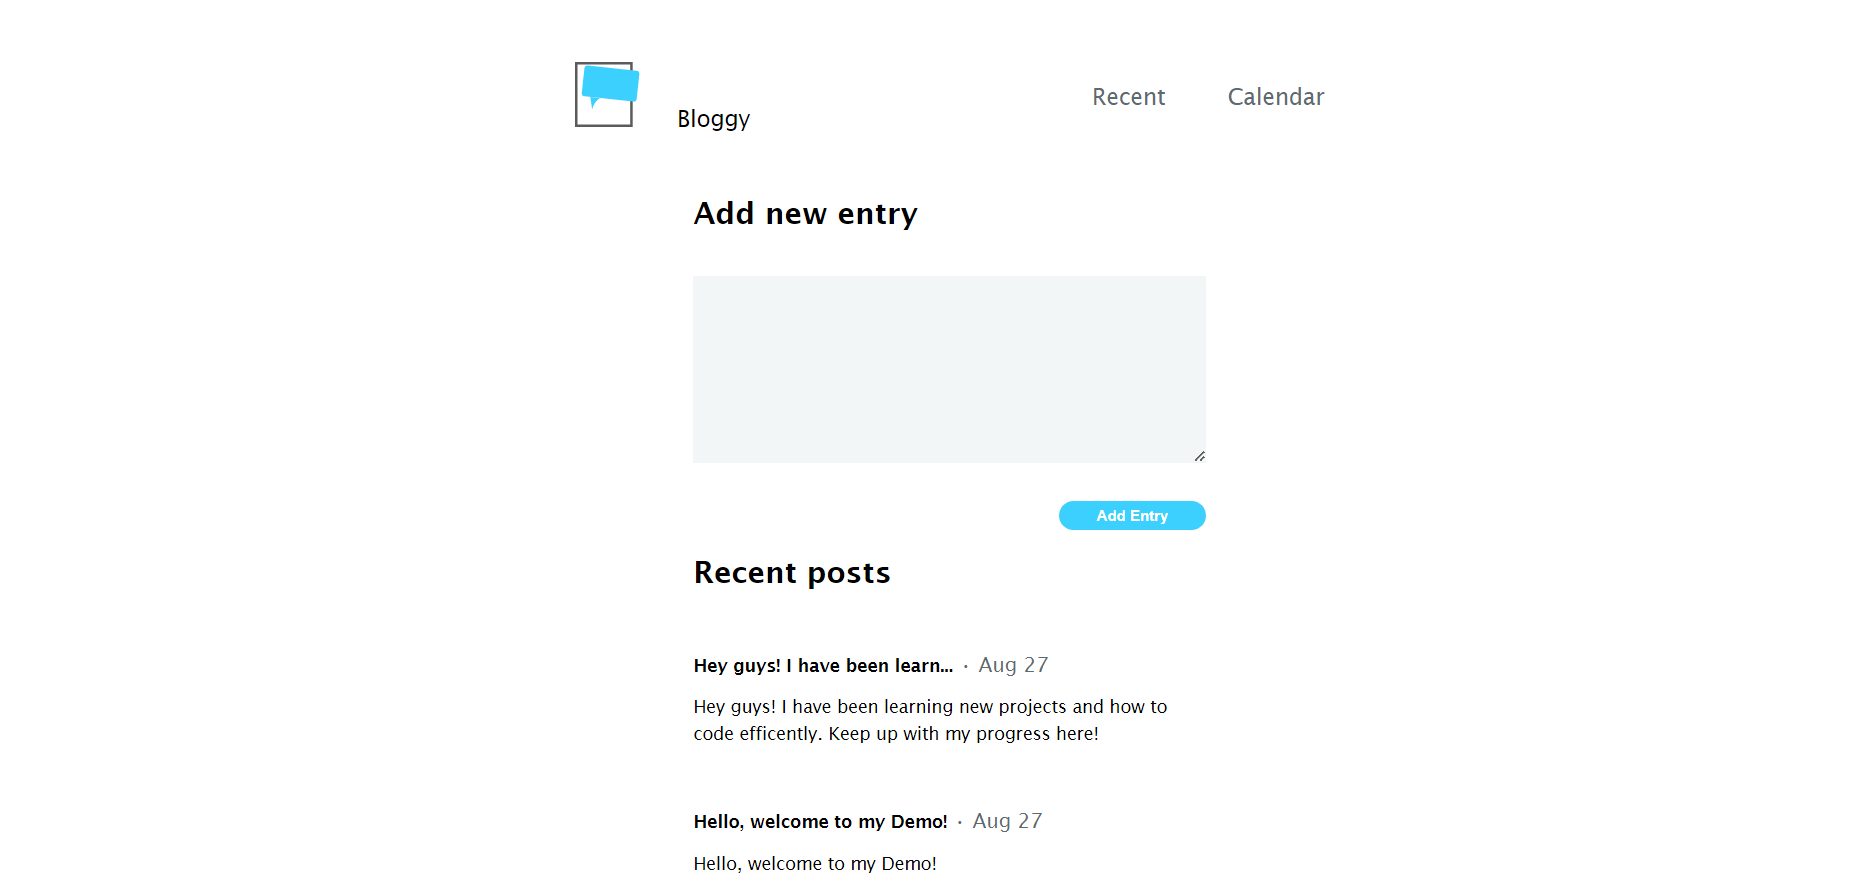 Bloggy
Recent
Calendar
Add new entry
Add Entry
Recent posts
Hey guys! I have been learn... · Aug 27
Hey guys! I have been learning new projects and how to
code efficently. Keep up with my progress here!
Hello, welcome to my Demo! · Aug 27
Hello, welcome to my Demo!